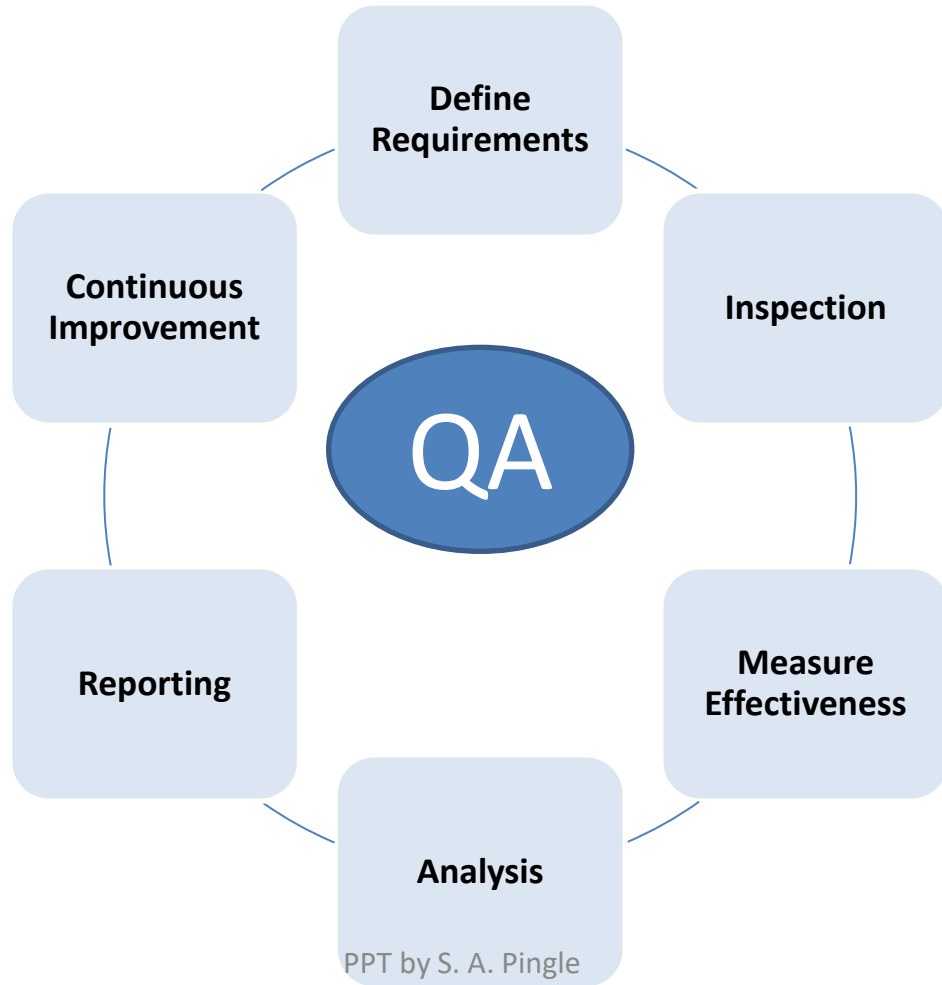 Define
Requirements
Inspection
Measure
Effectiveness
Analysis
Reporting
Continuous
Improvement
QA
PPT by S. A. Pingle